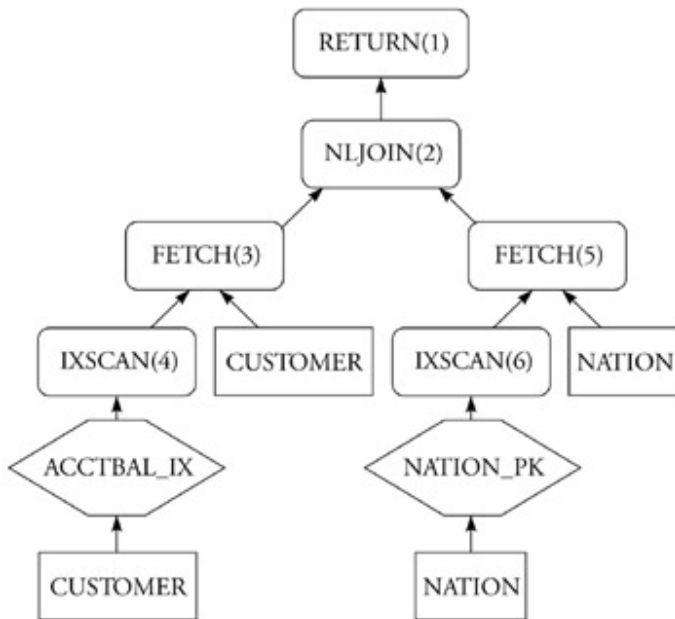 RETURN(1)
NLJOIN(2)
FETCH(3)
FETCH(5)
IXSCAN(4)
CUSTOMER
IXSCAN(6)
NATION
ACCTBAL_IX
NATION_PK
CUSTOMER
NATION